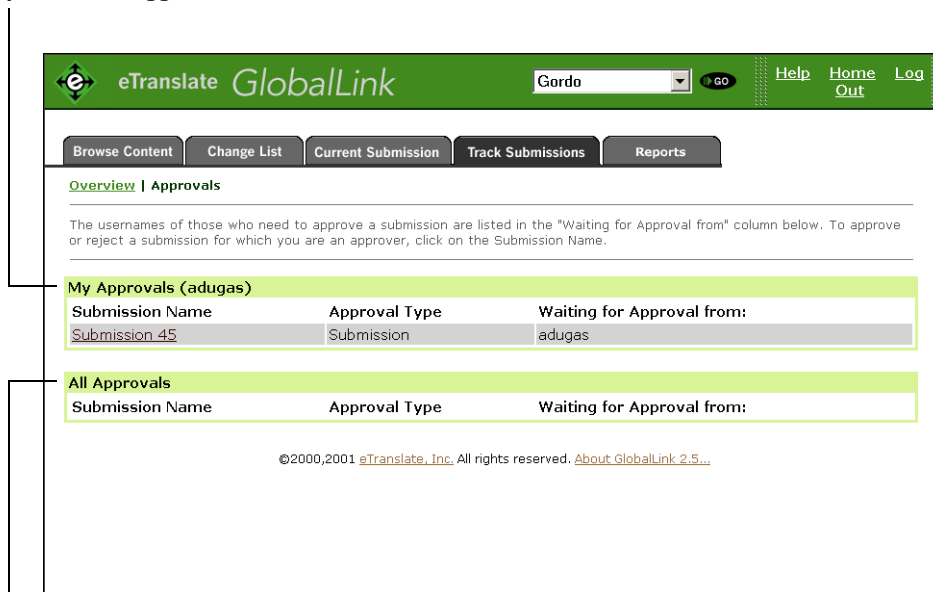 eTranslate GlobalLink Gordo GO Help Home Log
Out
Browse Content Change List Current Submission Track Submissions Reports
Overview | Approvals
The usernames of those who need to approve a submission are listed in the "Waiting for Approval from" column below. To approve
or reject a submission for which you are an approver, click on the Submission Name.
My Approvals (adugas)
Submission Name Approval Type Waiting for Approval from:
Submission 45 Submission adugas
All Approvals
Submission Name Approval Type Waiting for Approval from:
©2000,2001 eTranslate, Inc. All rights reserved. About GlobalLink 2.5...